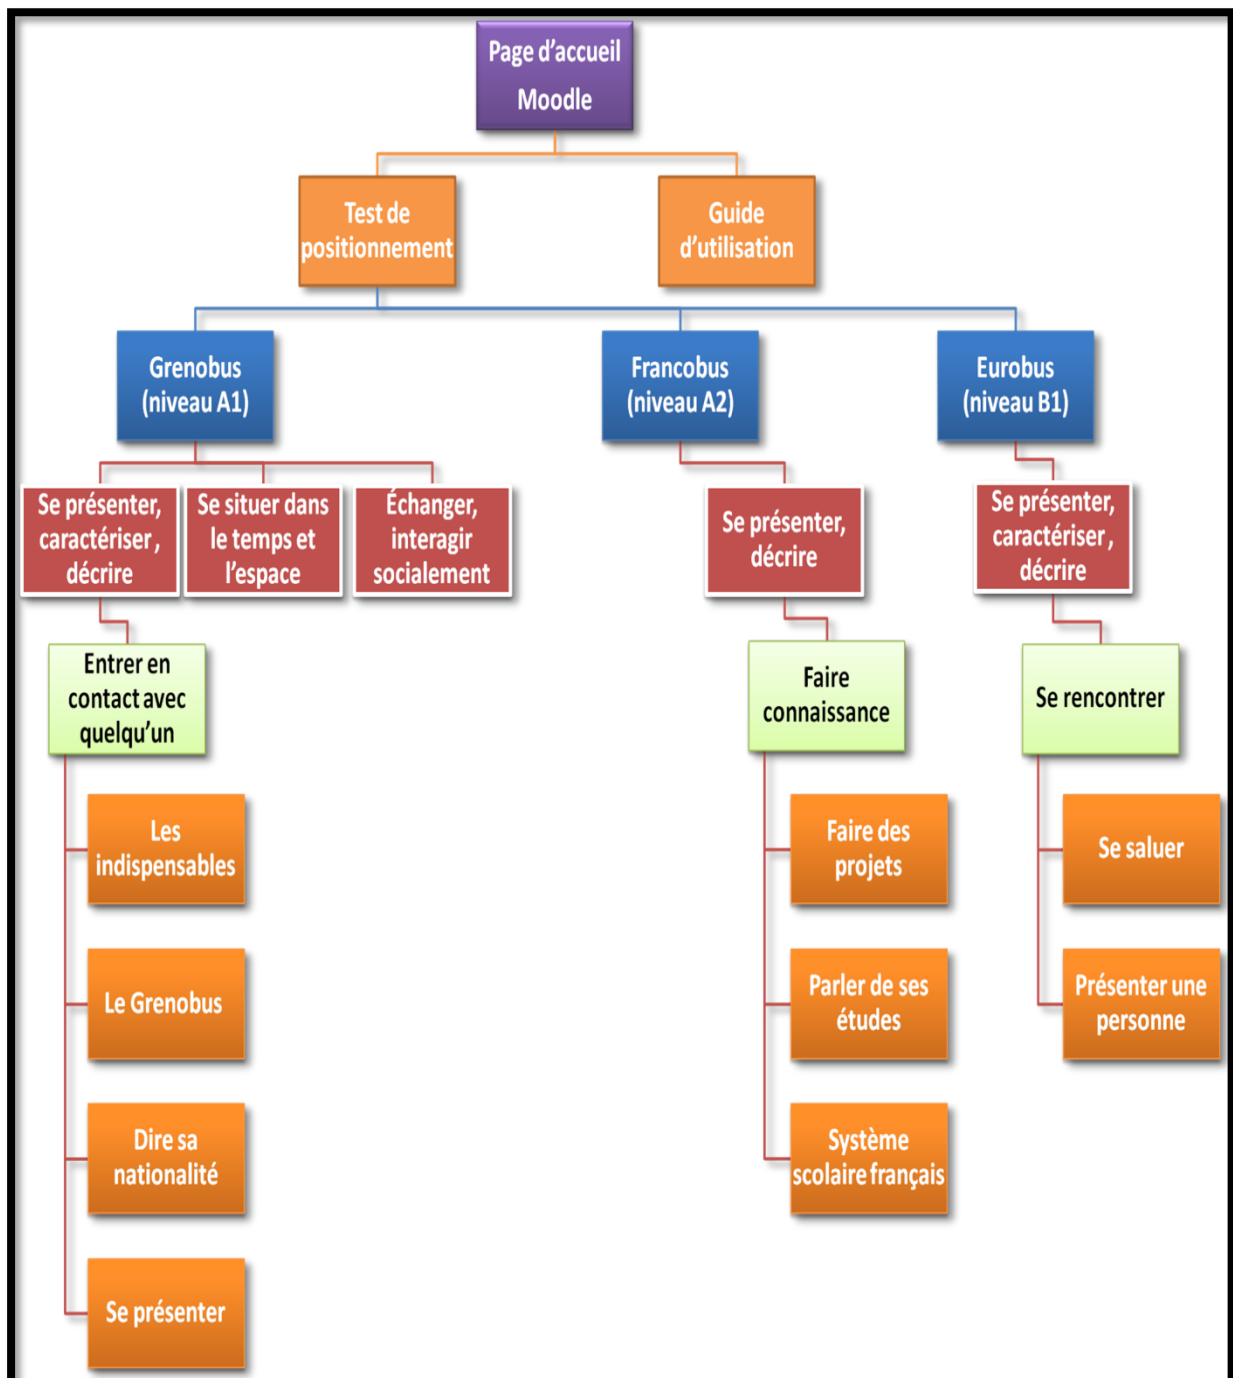 Page d'accueil
Moodle
Test de
positionnement
Guide
d'utilisation
Grenobus
(niveau A1)
Francobus
(niveau A2)
Eurobus
(niveau B1)
Se présenter,
caractériser ,
décrire
Se situer dans
le temps et
l'espace
Échanger,
interagir
socialement
Se présenter,
décrire
Se présenter,
caractériser ,
décrire
Entrer en
contact avec
quelqu'un
Faire
connaissance
Se rencontrer
Les
indispensables
Faire des
projets
Se saluer
Le Grenobus
Parler de ses
études
Présenter une
personne
Dire sa
nationalité
Système
scolaire français
Se présenter